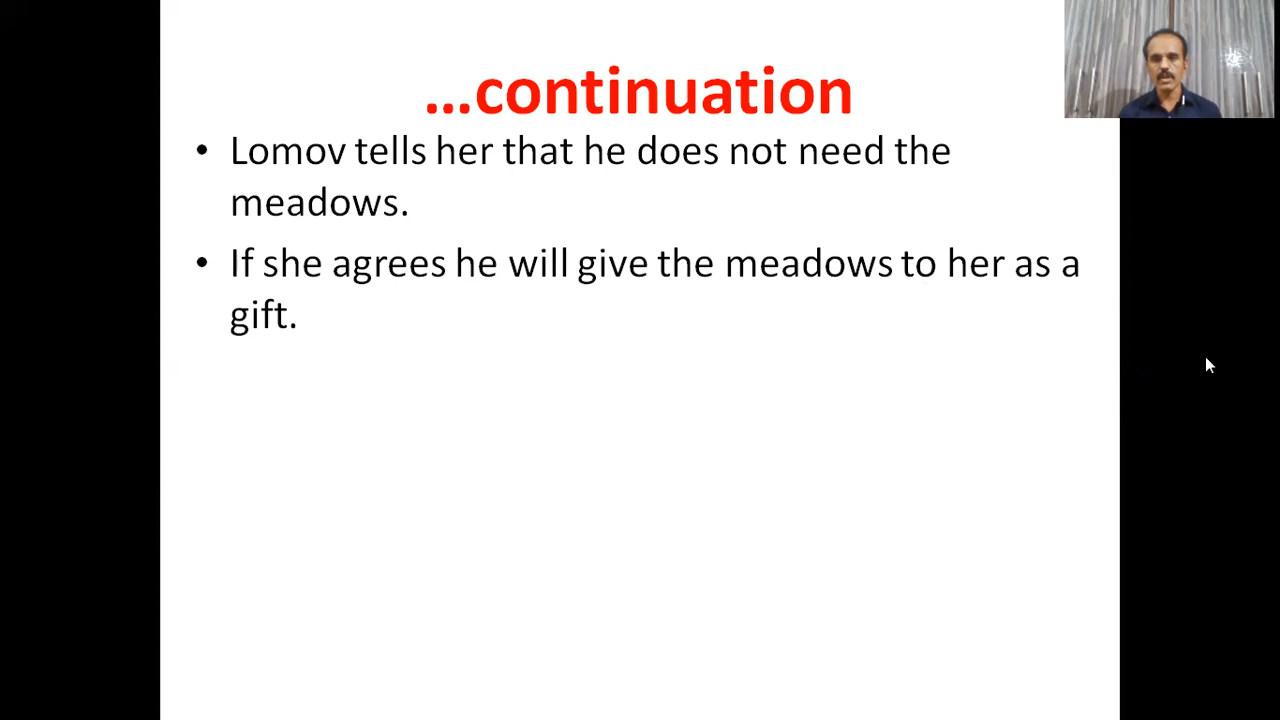 ...continuation
• Lomov tells her that he does not need the
meadows.
• If she agrees he will give the meadows to her as a
gift.